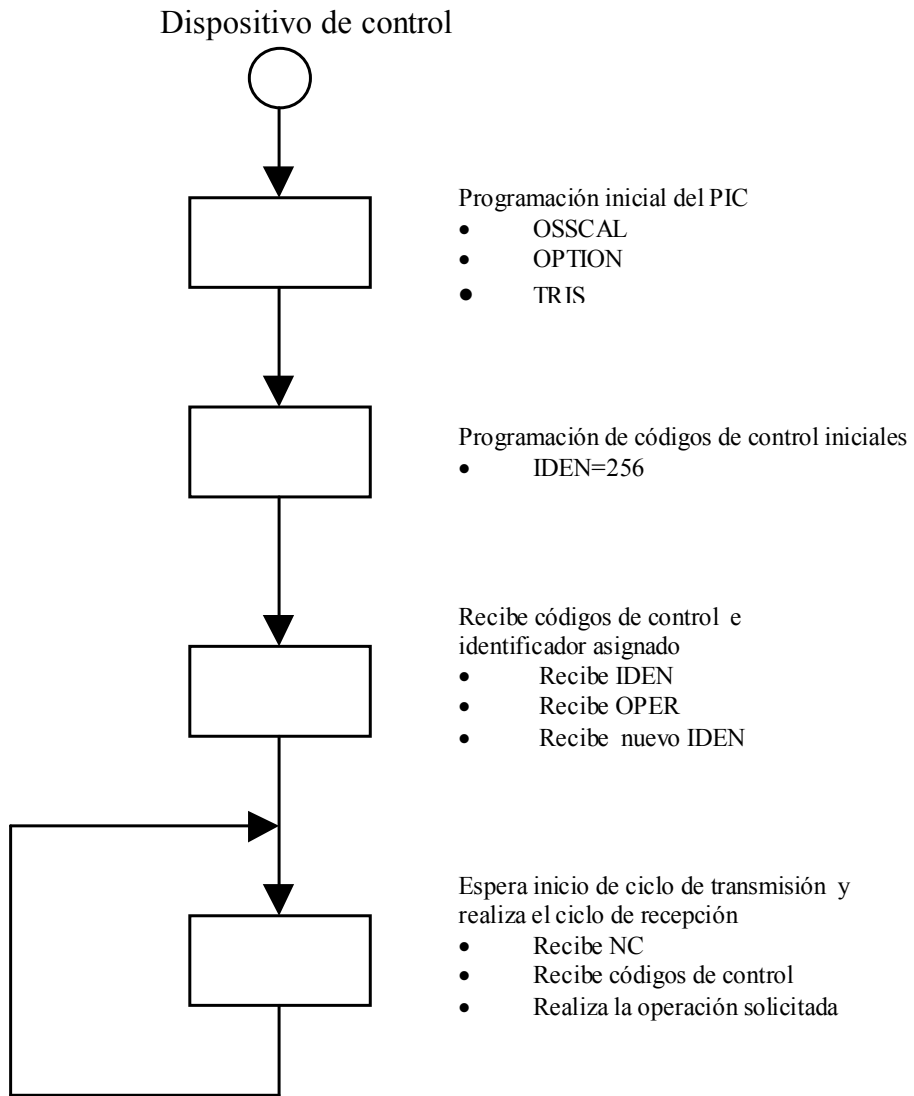 Dispositivo de control
Programación inicial del PIC
• OSSCAL
• OPTION
• TRIS
Programación de códigos de control iniciales
• IDEN=256
Recibe códigos de control e
identificador asignado
• Recibe IDEN
• Recibe OPER
• Recibe nuevo IDEN
Espera inicio de ciclo de transmisión y
realiza el ciclo de recepción
• Recibe NC
• Recibe códigos de control
• Realiza la operación solicitada